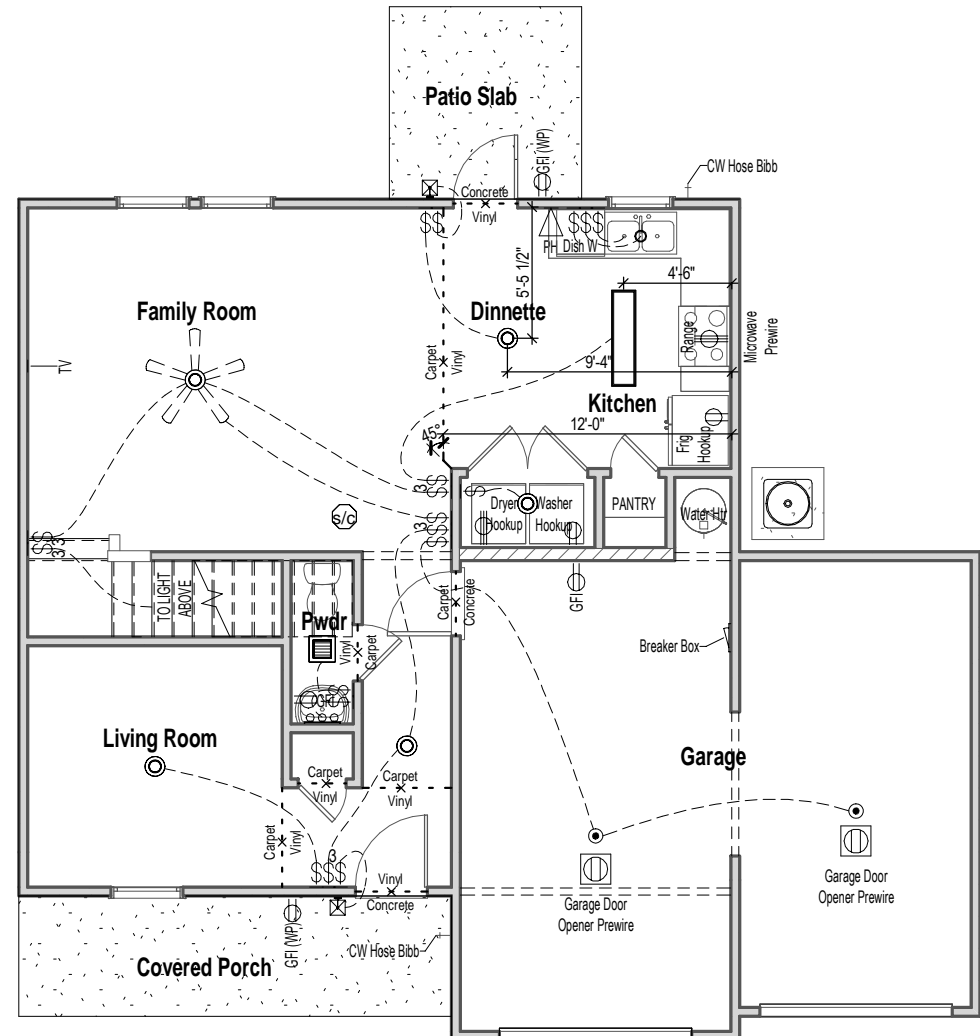 Patio Slab
GFI (WP)
CW Hose Bibb
Concrete
Vinyl
$$
$$$
PH
Dish W
5'-5 1/2"
4'-6"
Family Room
Dinnette
Range
Microwave
Prewire
TV
Carpet
Vinyl
9'-4"
Kitchen
12'-0"
45°
Frig
Hookup
3
$$
$
Dryer
Hookup
Washer
Hookup
PANTRY
Water Htr
s/c
3
$$$
$$
3
3
TO LIGHT
ABOVE
Pwdr
Vinyl
Carpet
Carpet
Concrete
GFI
Breaker Box
GFI
$$
Living Room
Garage
Carpet
Vinyl
Carpet
Vinyl
Carpet
Vinyl
3
$$$
Vinyl
Concrete
Garage Door
Opener Prewire
Garage Door
Opener Prewire
GFI (WP)
CW Hose Bibb
Covered Porch